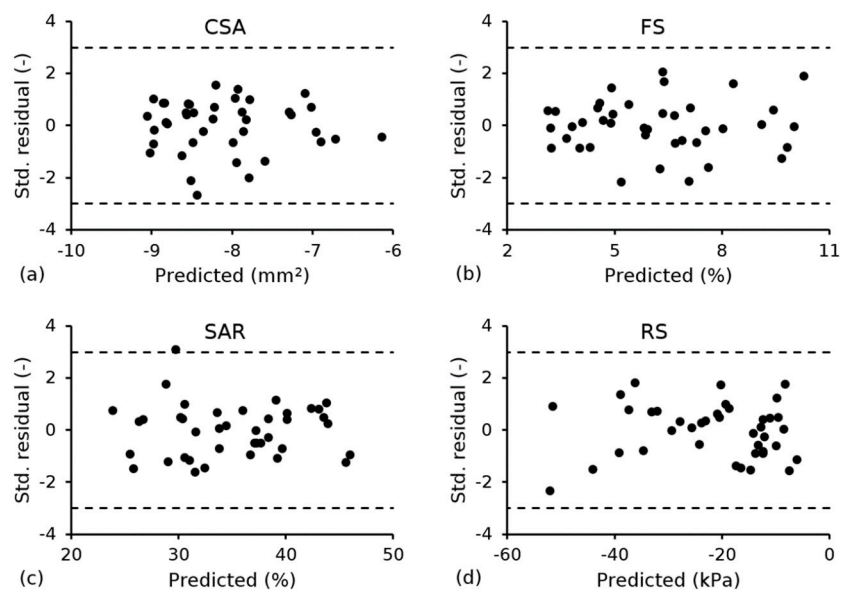 CSA
4
2
0
-2
-4
Std. residual (-)
-10 -9 -8 -7 -6
(a) Predicted (mm²)
FS
4
2
0
-2
-4
Std. residual (-)
2 5 8 11
(b) Predicted (%)
SAR
4
2
0
-2
-4
Std. residual (-)
20 30 40 50
(c) Predicted (%)
RS
4
2
0
-2
-4
Std. residual (-)
-60 -40 -20 0
(d) Predicted (kPa)